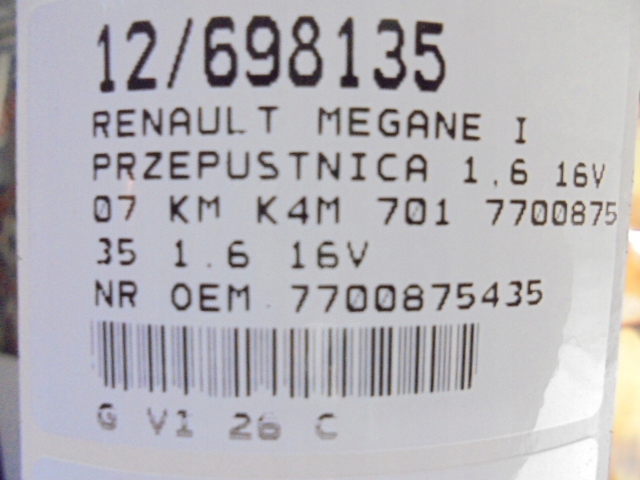 12/698135
RENAULT MEGANE I
PRZEPUSTNICA 1.6 16V
07 KM K4M 701 7700875
35 1.6 16V
NR OEM 7700875435
G V1 26 C